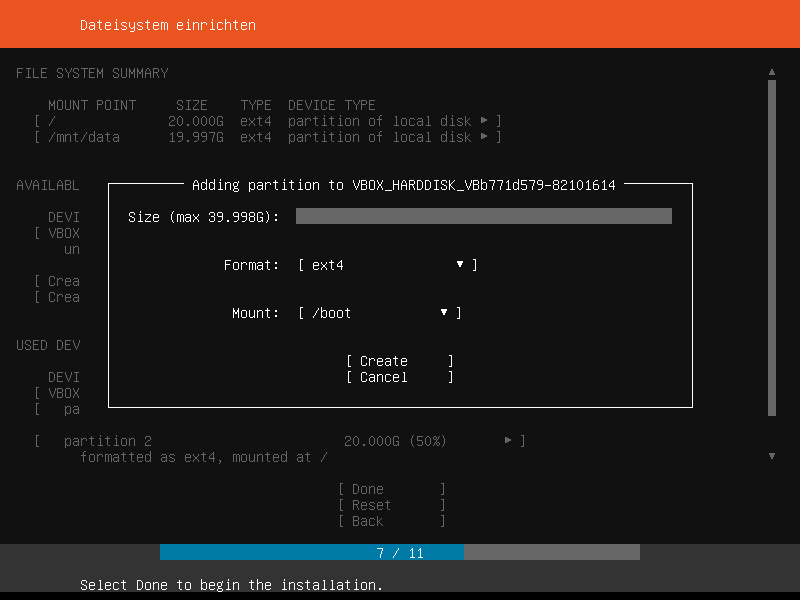 Dateisystem einrichten
FILE SYSTEM SUMMARY
MOUNT POINT SIZE TYPE DEVICE TYPE
[ / 20.000G ext4 partition of local disk ▶ ]
[ /mnt/data 19.997G ext4 partition of local disk ▶ ]
AVAILABL
Adding partition to VBOX_HARDDISK_VBb771d579-82101614
DEVI
Size (max 39.998G):
[ VBOX
un
Format: [ ext4 ▼ ]
[ Crea
[ Crea
Mount: [ /boot ▼ ]
USED DEV
[ Create ]
DEVI
[ Cancel ]
[ VBOX
[ pa
[ partition 2 20.000G (50%) ▶ ]
formatted as ext4, mounted at /
[ Done ]
[ Reset ]
[ Back ]
7 / 11
Select Done to begin the installation.